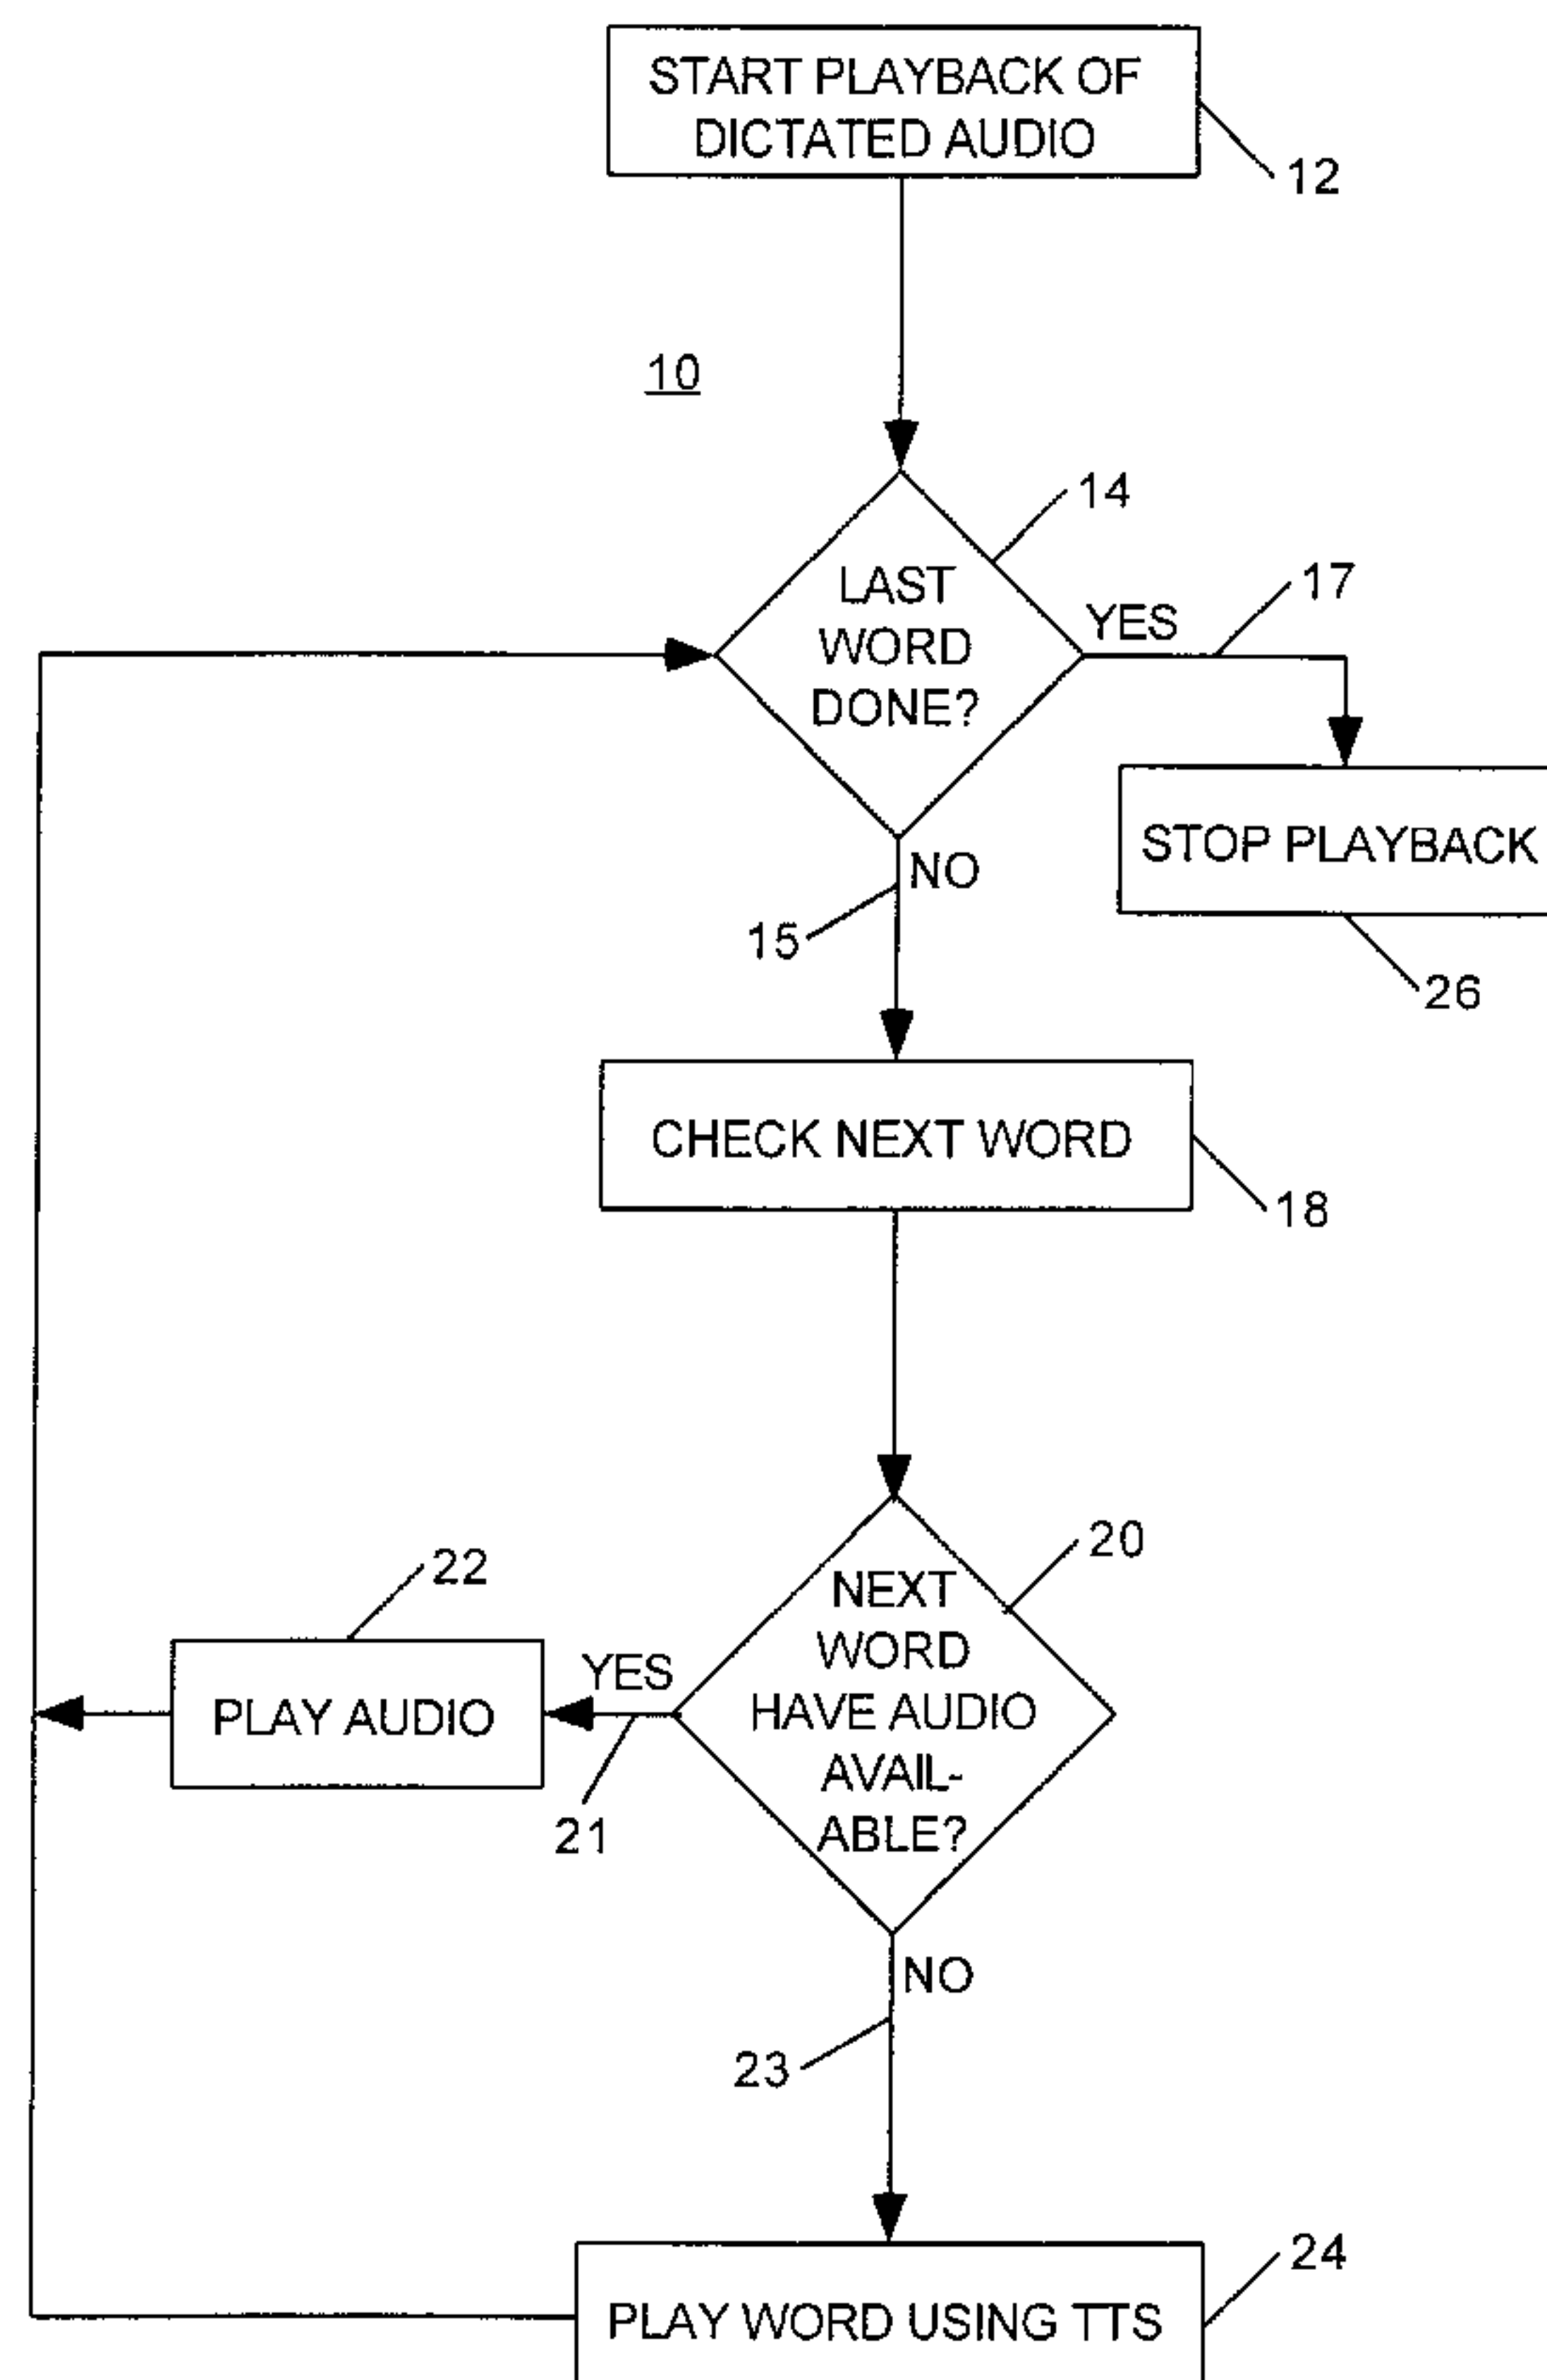 START PLAYBACK OF
DICTATED AUDIO
12
10
14
LAST
WORD
DONE?
YES
17
STOP PLAYBACK
26
NO
15
CHECK NEXT WORD
18
20
NEXT
WORD
HAVE AUDIO
AVAIL-
ABLE?
YES
21
22
PLAY AUDIO
NO
23
24
PLAY WORD USING TTS